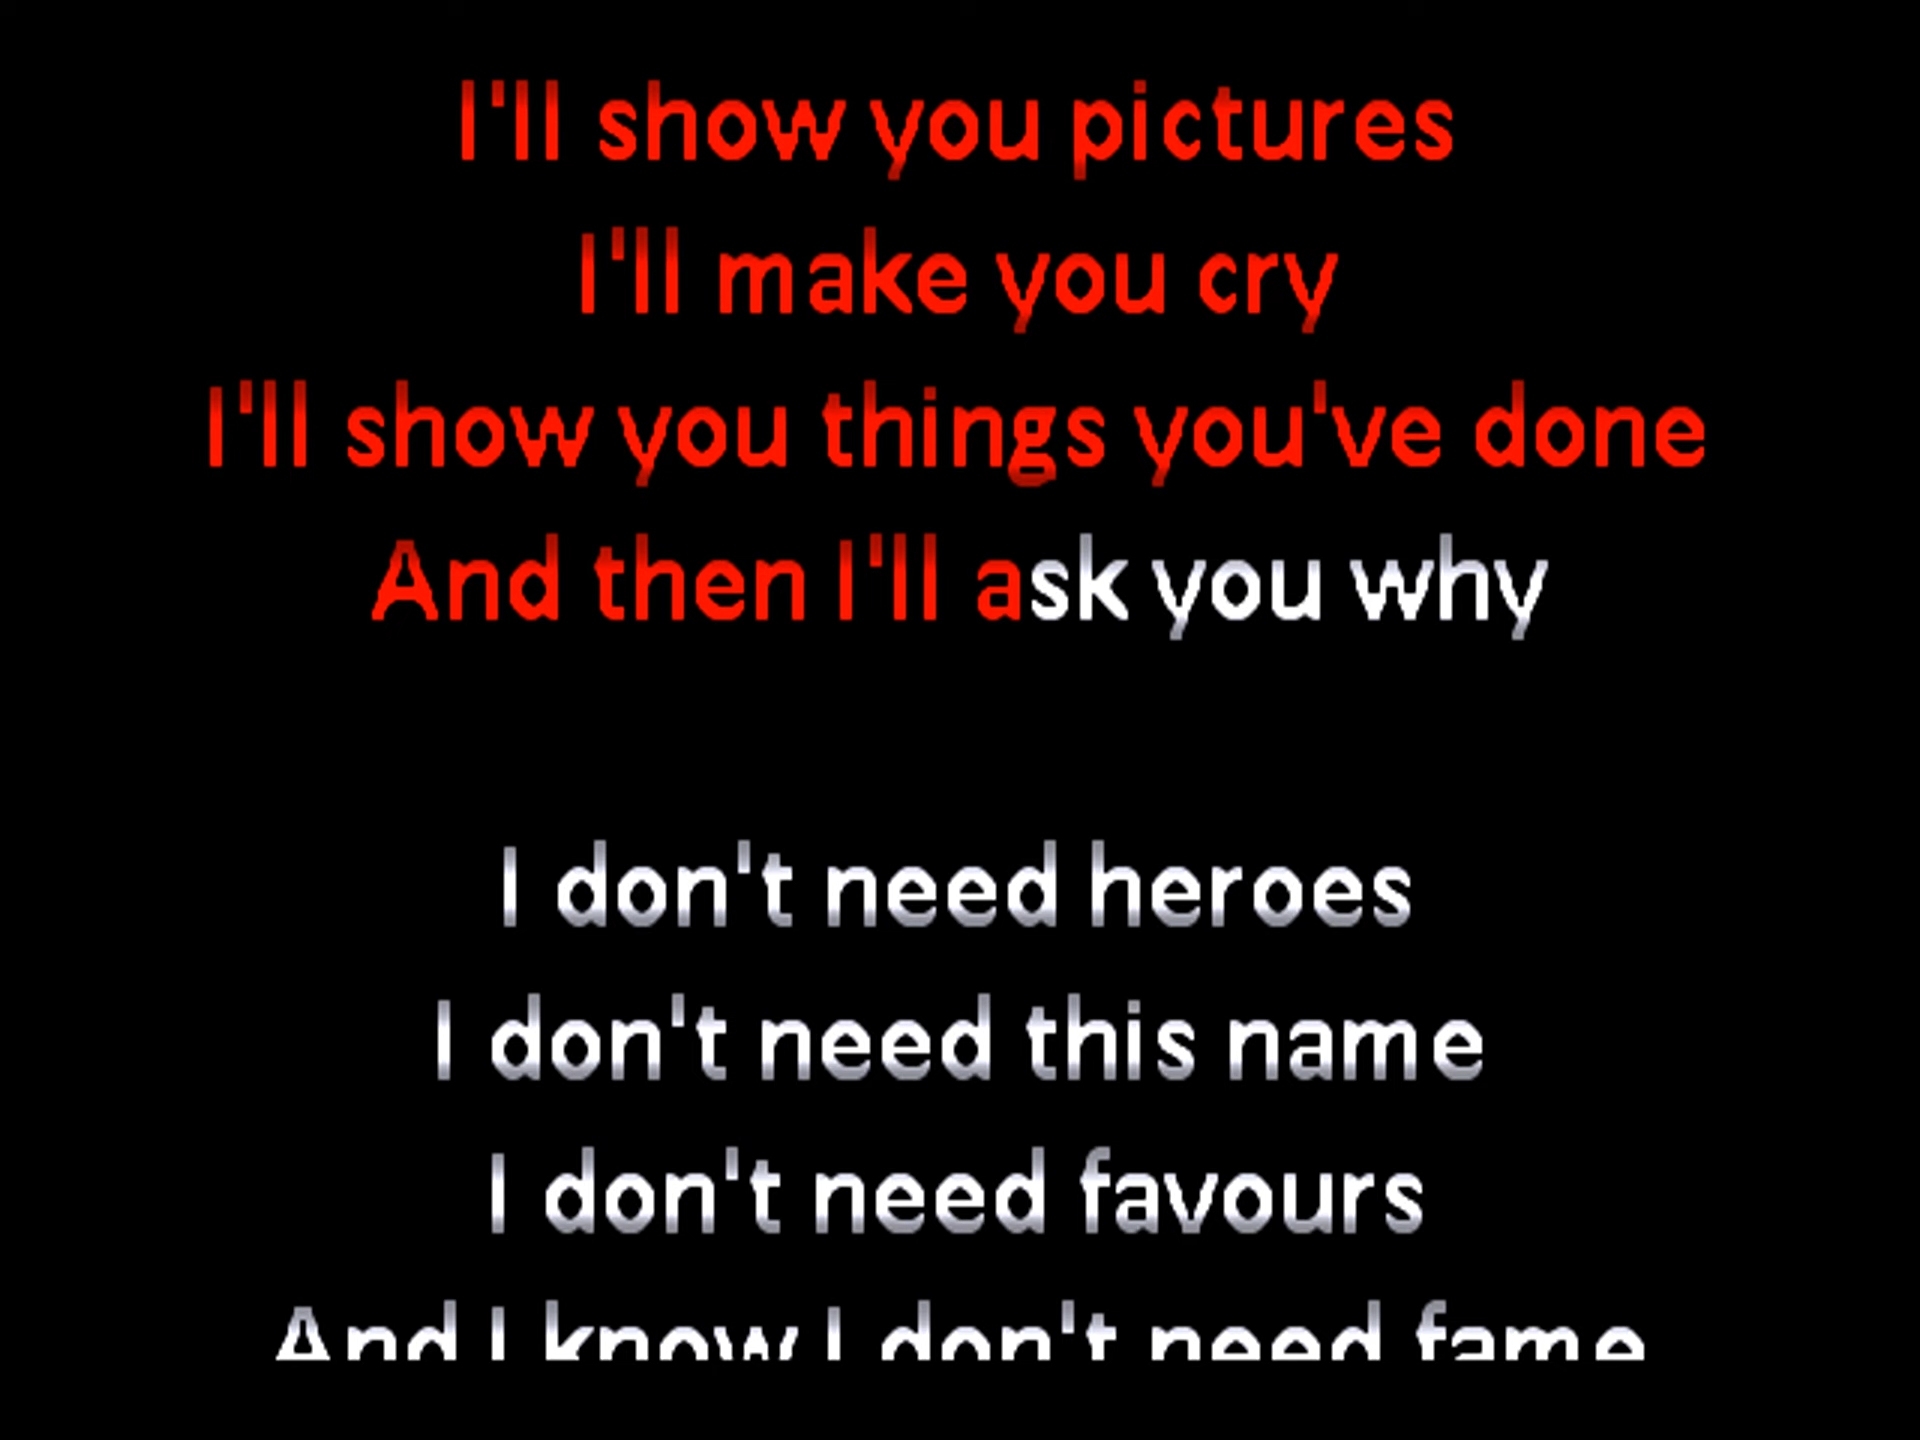 I'll show you pictures
I'll make you cry
I'll show you things you've done
And then I'll ask you why
I don't need heroes
I don't need this name
I don't need favours
And I know I don't need fame